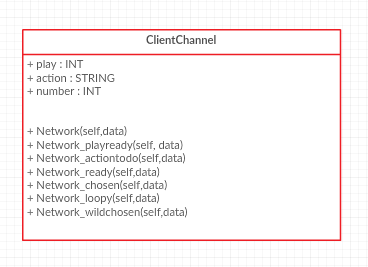 ClientChannel
+ play : INT
+ action : STRING
+ number : INT
+ Network(self,data)
+ Network_playready(self, data)
+ Network_actiontodo(self,data)
+ Network_ready(self,data)
+ Network_chosen(self,data)
+ Network_loopy(self,data)
+ Network_wildchosen(self,data)